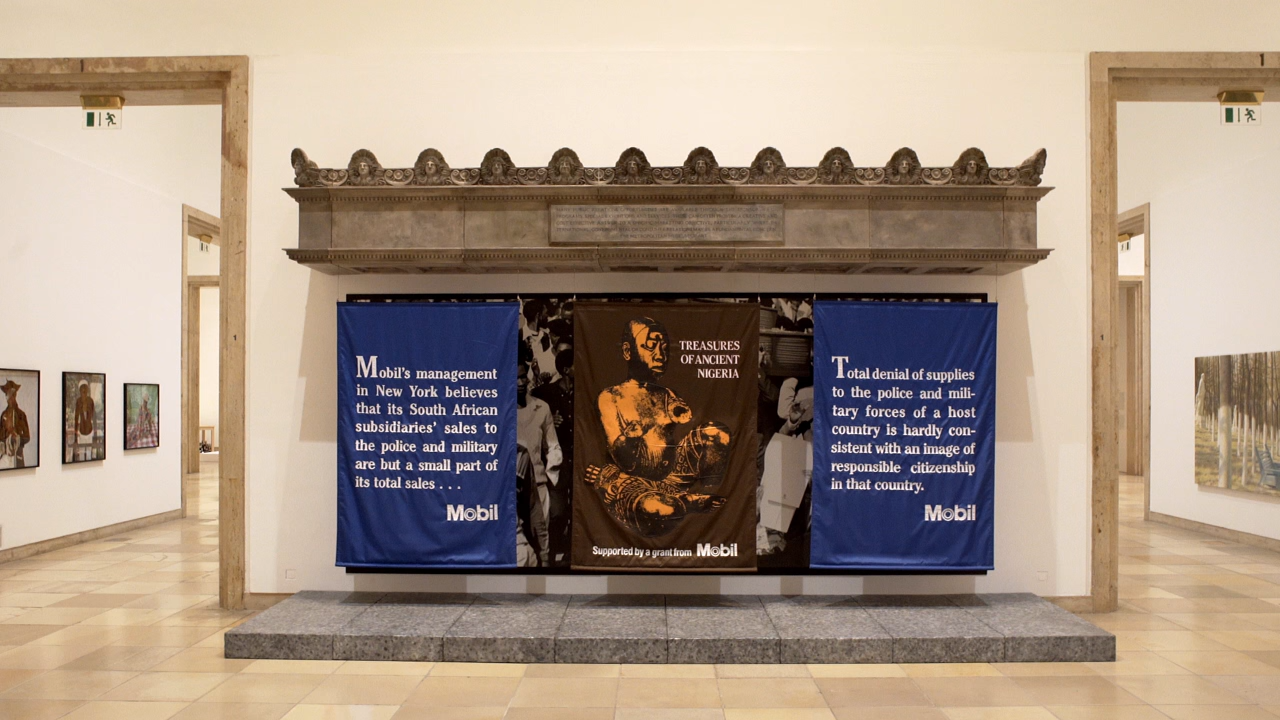 Mobil's management
in New York believes
that its South African
subsidiaries' sales to
the police and military
are but a small part of
its total sales . . .
Mobil
TREASURES
OF ANCIENT
NIGERIA
Supported by a grant from Mobil
Total denial of supplies
to the police and mili-
tary forces of a host
country is hardly con-
sistent with an image of
responsible citizenship
in that country.
Mobil